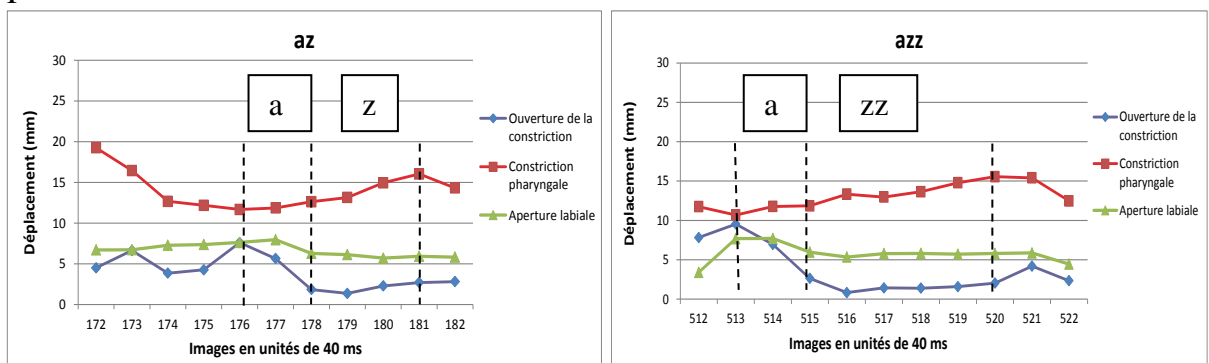 az
30
25
20
15
10
5
0
Déplacement (mm)
a
z
172 173 174 175 176 177 178 179 180 181 182
Images en unités de 40 ms
Ouverture de la
constriction
Constriction
pharyngale
Aperture labiale
azz
30
25
20
15
10
5
0
Déplacement (mm)
a
zz
512 513 514 515 516 517 518 519 520 521 522
Images en unités de 40 ms
Ouverture de la
constriction
Constriction
pharyngale
Aperture labiale